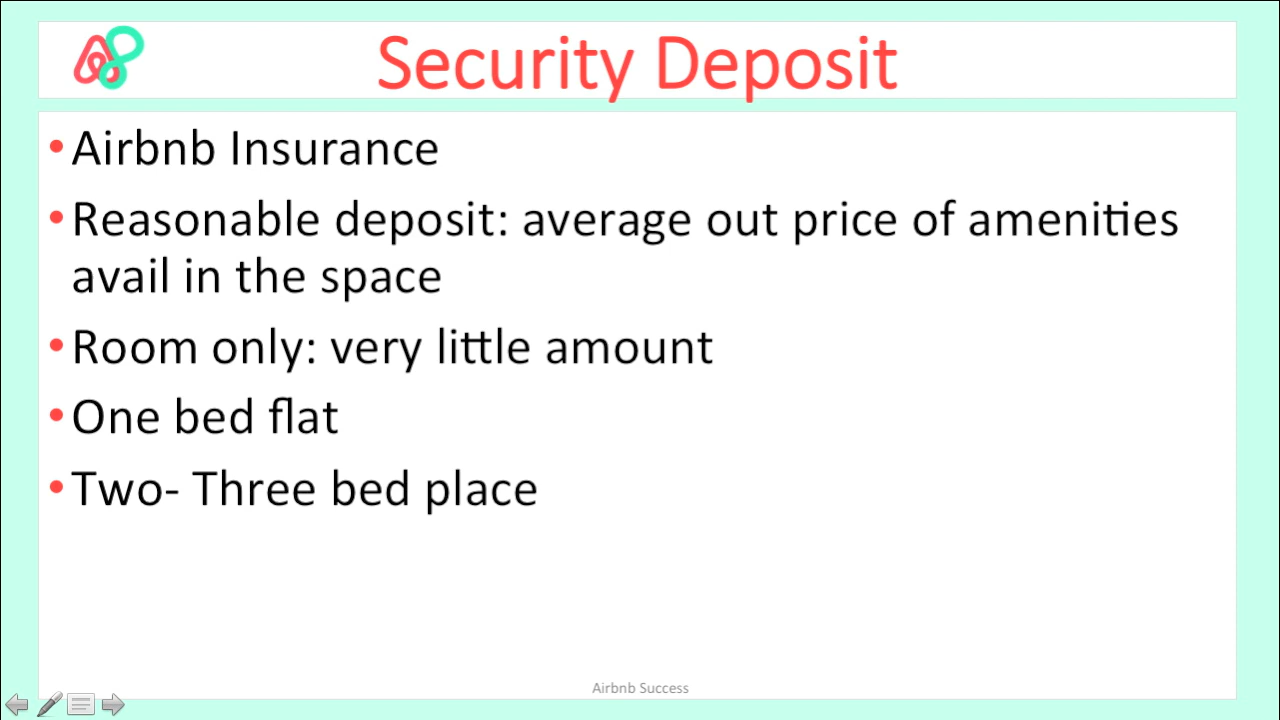 Security Deposit
•Airbnb Insurance
•Reasonable deposit: average out price of amenities
avail in the space
•Room only: very little amount
•One bed flat
•Two- Three bed place
Airbnb Success